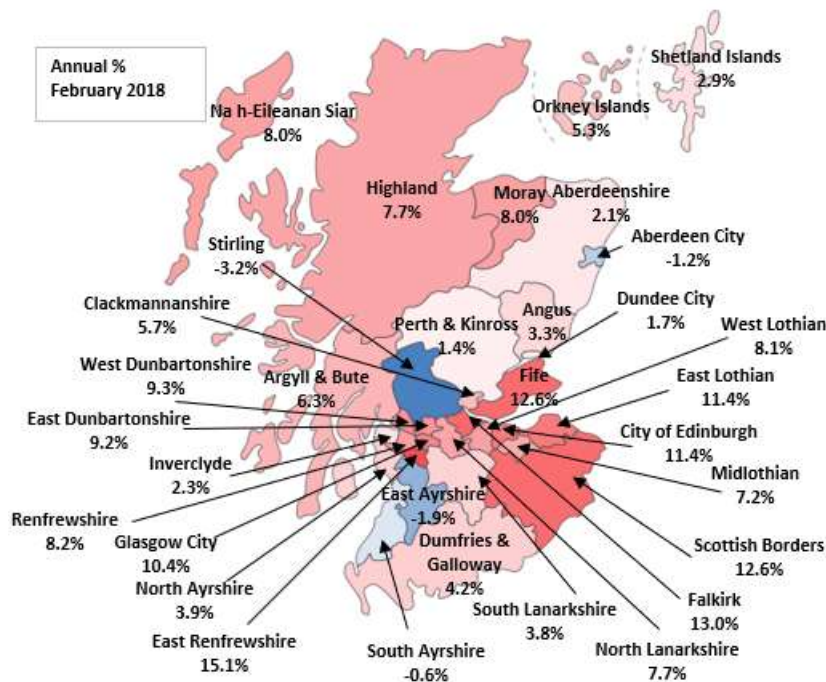 Annual %
February 2018
Shetland Islands
2.9%
Orkney Islands
5.3%
Na h-Eileanan Siar
8.0%
Highland
7.7%
Moray
8.0%
Aberdeenshire
2.1%
Stirling
-3.2%
Aberdeen City
-1.2%
Clackmannanshire
5.7%
Perth & Kinross
1.4%
Angus
3.3%
Dundee City
1.7%
West Lothian
8.1%
West Dunbartonshire
9.3%
Argyll & Bute
6.3%
Fife
12.6%
East Lothian
11.4%
East Dunbartonshire
9.2%
City of Edinburgh
11.4%
Inverclyde
2.3%
Midlothian
7.2%
Renfrewshire
8.2%
East Ayrshire
-1.9%
Glasgow City
10.4%
Dumfries &
Galloway
4.2%
Scottish Borders
12.6%
North Ayrshire
3.9%
South Lanarkshire
3.8%
Falkirk
13.0%
East Renfrewshire
15.1%
South Ayrshire
-0.6%
North Lanarkshire
7.7%